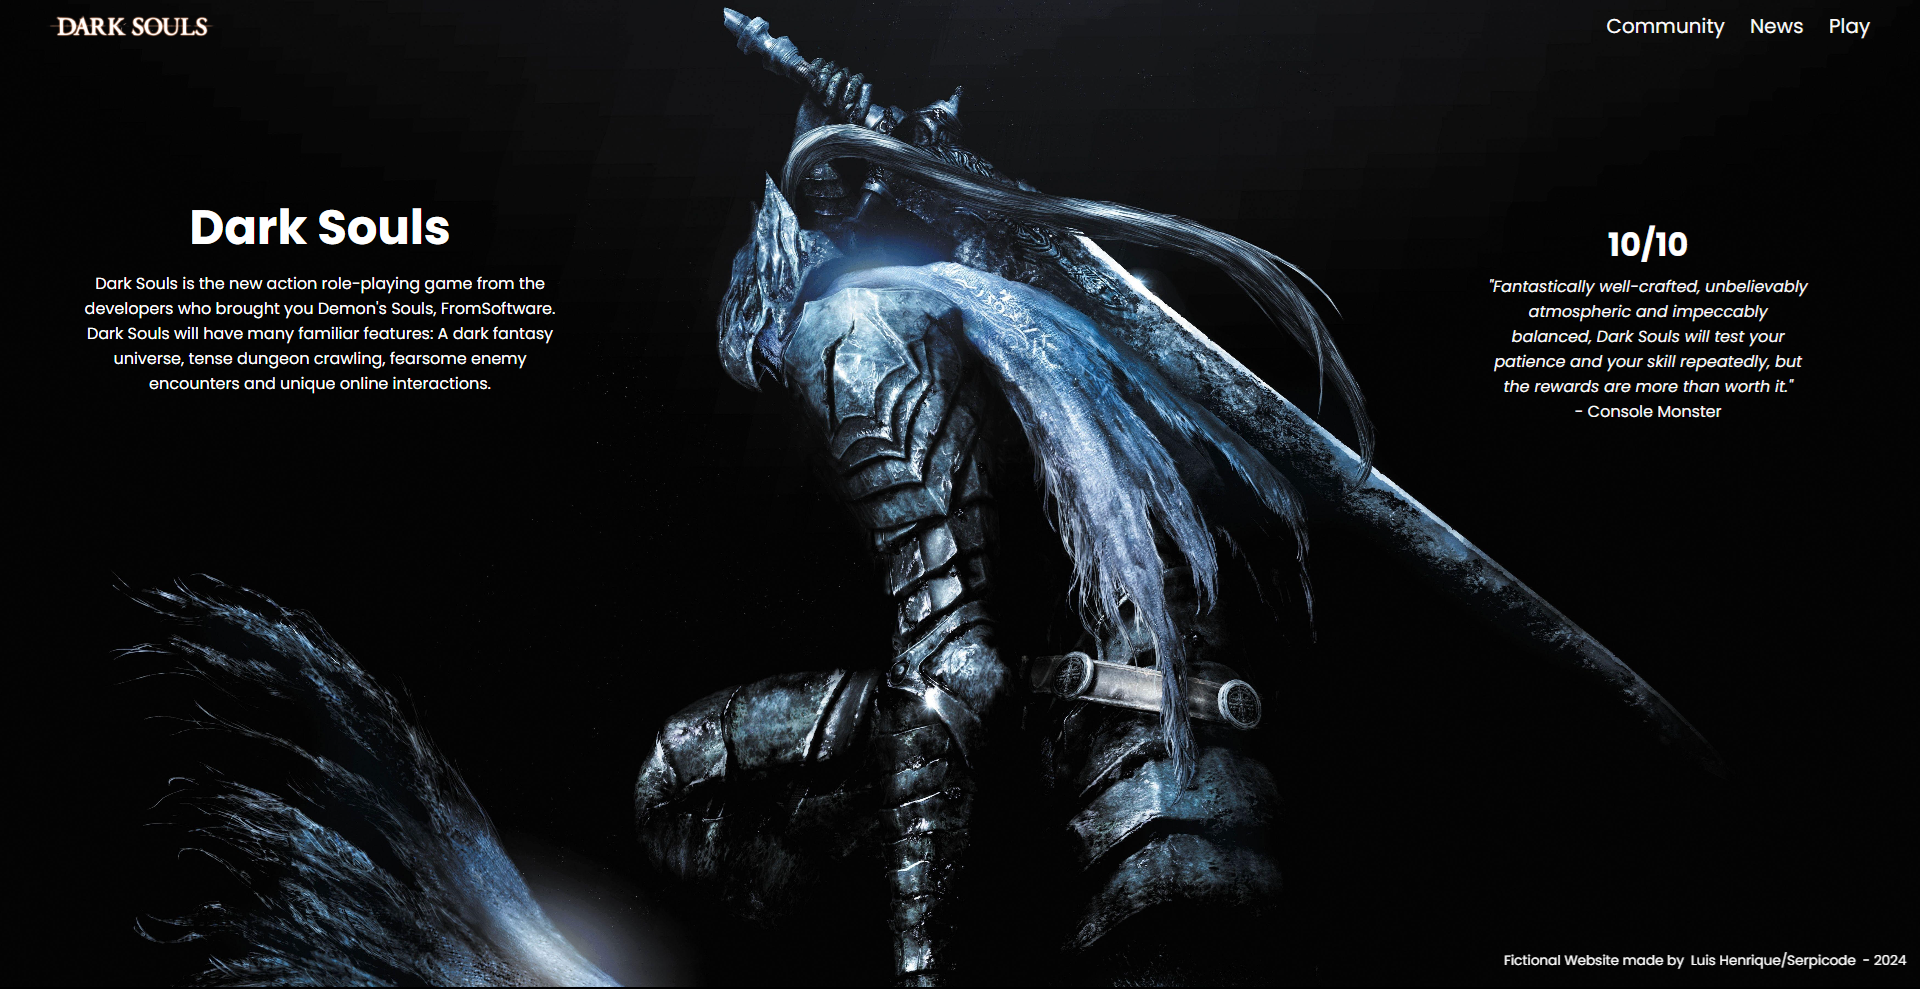 DARK SOULS
Community News Play
Dark Souls
Dark Souls is the new action role-playing game from the
developers who brought you Demon's Souls, FromSoftware.
Dark Souls will have many familiar features: A dark fantasy
universe, tense dungeon crawling, fearsome enemy
encounters and unique online interactions.
10/10
"Fantastically well-crafted, unbelievably
atmospheric and impeccably
balanced, Dark Souls will test your
patience and your skill repeatedly, but
the rewards are more than worth it."
- Console Monster
Fictional Website made by Luis Henrique/Serpicode - 2024